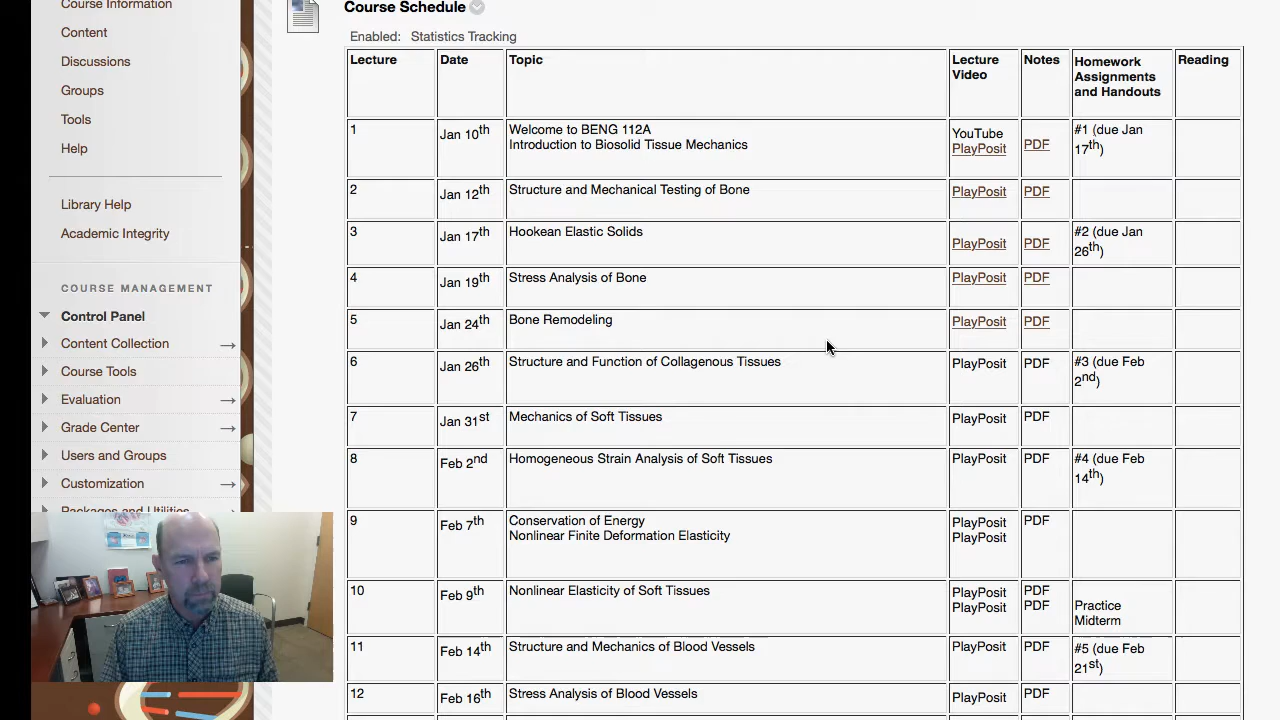 Course Information
Content
Discussions
Groups
Tools
Help
Library Help
Academic Integrity
COURSE MANAGEMENT
Control Panel
Content Collection
Course Tools
Evaluation
Grade Center
Users and Groups
Customization
Packages and Utilities
Course Schedule
Enabled: Statistics Tracking
Lecture Date Topic Lecture Video Notes Homework Assignments and Handouts Reading
1 Jan 10th Welcome to BENG 112A YouTube #1 (due Jan
Introduction to Biosolid Tissue Mechanics PlayPosit PDF 17th)
2 Jan 12th Structure and Mechanical Testing of Bone PlayPosit PDF
3 Jan 17th Hookean Elastic Solids PlayPosit PDF #2 (due Jan
26th)
4 Jan 19th Stress Analysis of Bone PlayPosit PDF
5 Jan 24th Bone Remodeling PlayPosit PDF
6 Jan 26th Structure and Function of Collagenous Tissues PlayPosit PDF #3 (due Feb
2nd)
7 Jan 31st Mechanics of Soft Tissues PlayPosit PDF
8 Feb 2nd Homogeneous Strain Analysis of Soft Tissues PlayPosit PDF #4 (due Feb
14th)
9 Feb 7th Conservation of Energy PlayPosit PDF
Nonlinear Finite Deformation Elasticity PlayPosit
10 Feb 9th Nonlinear Elasticity of Soft Tissues PlayPosit PDF
PlayPosit PDF Practice
Midterm
11 Feb 14th Structure and Mechanics of Blood Vessels PlayPosit PDF #5 (due Feb
21st)
12 Feb 16th Stress Analysis of Blood Vessels PlayPosit PDF